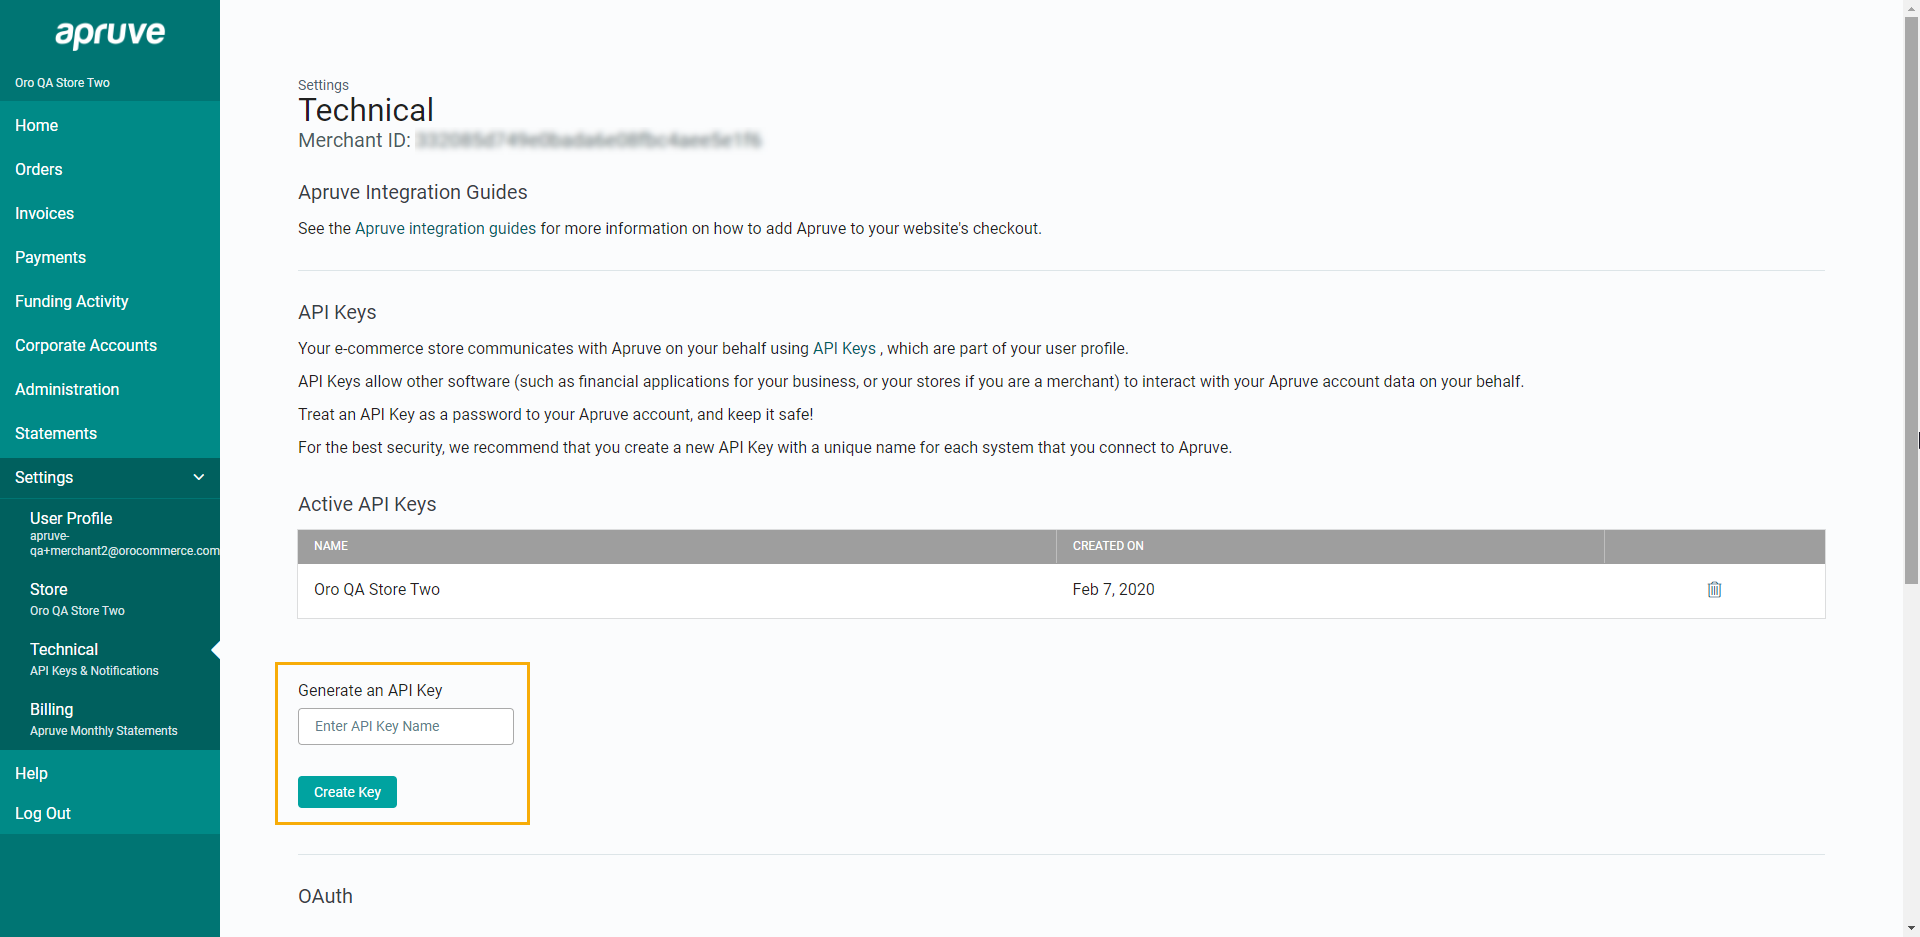 apruve
Oro QA Store Two
Home
Orders
Invoices
Payments
Funding Activity
Corporate Accounts
Administration
Statements
Settings
User Profile
apruve-
qa+merchant2@orocommerce.com
Store
Oro QA Store Two
Technical
API Keys & Notifications
Billing
Apruve Monthly Statements
Help
Log Out
Settings
Technical
Merchant ID:
Apruve Integration Guides
See the Apruve integration guides for more information on how to add Apruve to your website's checkout.
API Keys
Your e-commerce store communicates with Apruve on your behalf using API Keys , which are part of your user profile.
API Keys allow other software (such as financial applications for your business, or your stores if you are a merchant) to interact with your Apruve account data on your behalf.
Treat an API Key as a password to your Apruve account, and keep it safe!
For the best security, we recommend that you create a new API Key with a unique name for each system that you connect to Apruve.
Active API Keys
NAME CREATED ON
Oro QA Store Two Feb 7, 2020
Generate an API Key
Enter API Key Name
Create Key
OAuth